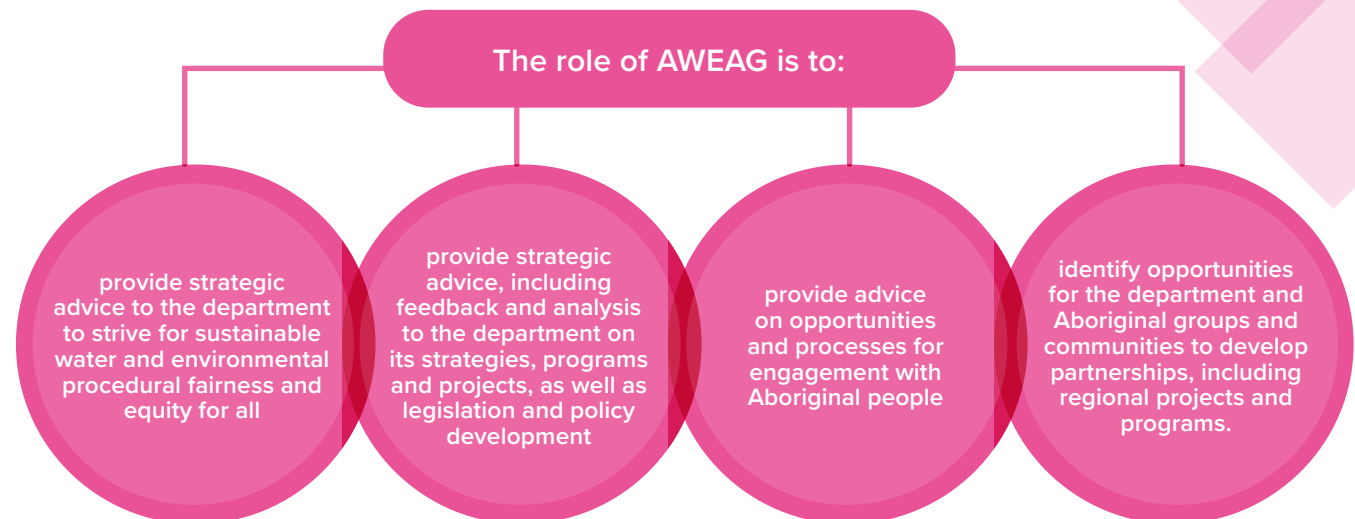 The role of AWEAG is to:
provide strategic
advice to the department
to strive for sustainable
water and environmental
procedural fairness and
equity for all
provide strategic
advice, including
feedback and analysis
to the department on
its strategies, programs
and projects, as well as
legislation and policy
development
provide advice
on opportunities
and processes for
engagement with
Aboriginal people
identify opportunities
for the department and
Aboriginal groups and
communities to develop
partnerships, including
regional projects and
programs.